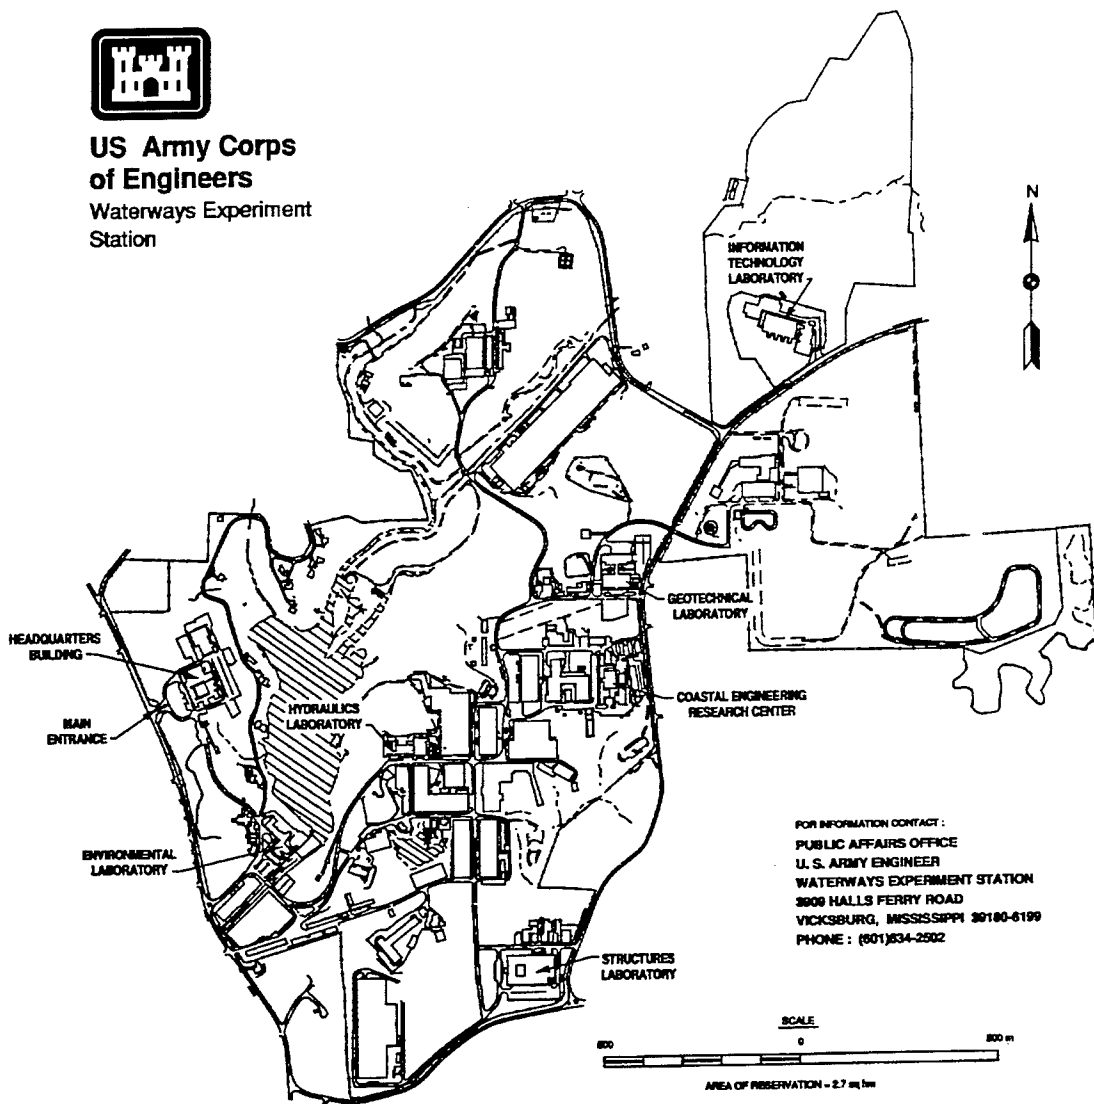 US Army Corps
of Engineers
Waterways Experiment
Station
N
INFORMATION
TECHNOLOGY
LABORATORY
GEOTECHNICAL
LABORATORY
HEADQUARTERS
BUILDING
MAIN
ENTRANCE
HYDRAULICS
LABORATORY
COASTAL ENGINEERING
RESEARCH CENTER
ENVIRONMENTAL
LABORATORY
STRUCTURES
LABORATORY
FOR INFORMATION CONTACT :
PUBLIC AFFAIRS OFFICE
U. S. ARMY ENGINEER
WATERWAYS EXPERIMENT STATION
3909 HALLS FERRY ROAD
VICKSBURG, MISSISSIPPI 39180-6199
PHONE : (601)634-2502
SCALE
0
AREA OF RESERVATION - 2.7 sq km